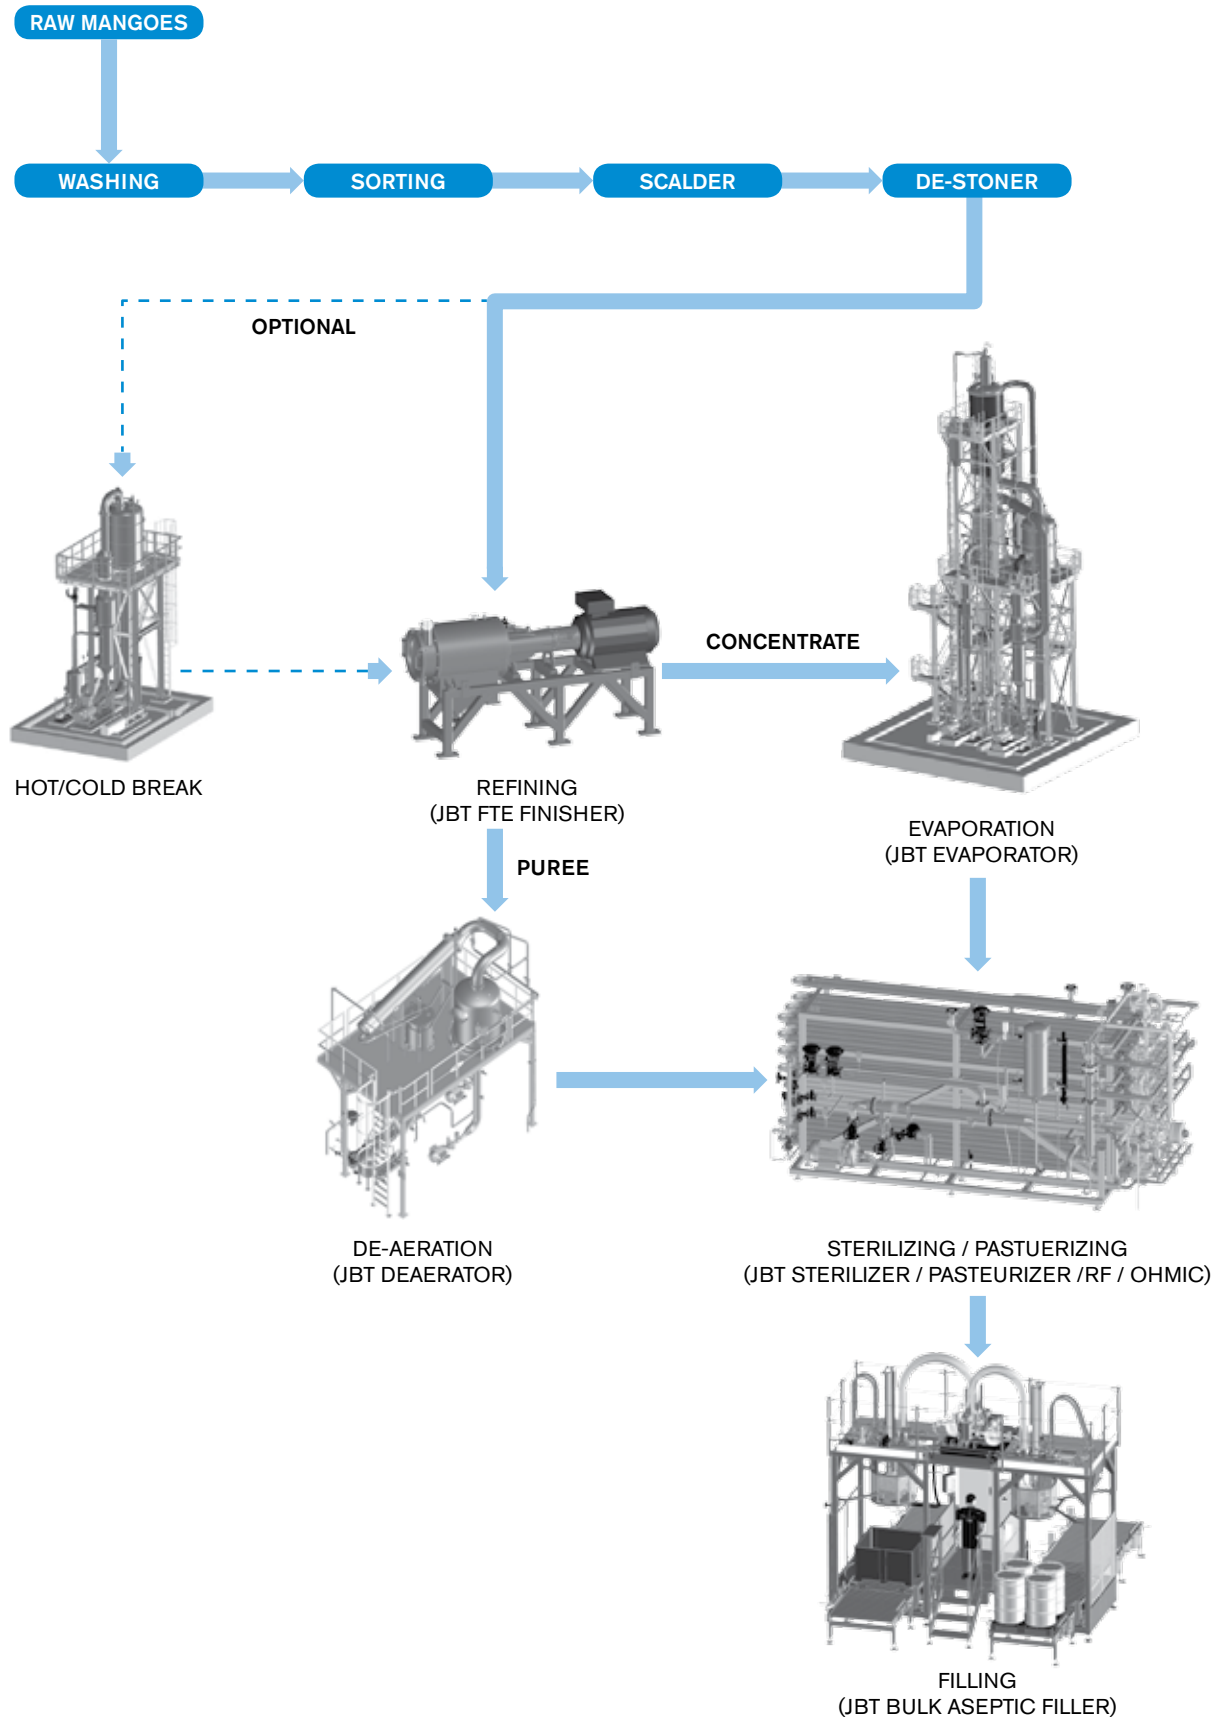 RAW MANGOES
WASHING
SORTING
SCALDER
DE-STONER
OPTIONAL
CONCENTRATE
HOT/COLD BREAK
REFINING
(JBT FTE FINISHER)
EVAPORATION
(JBT EVAPORATOR)
PUREE
DE-AERATION
(JBT DEAERATOR)
STERILIZING / PASTUERIZING
(JBT STERILIZER / PASTEURIZER /RF / OHMIC)
FILLING
(JBT BULK ASEPTIC FILLER)